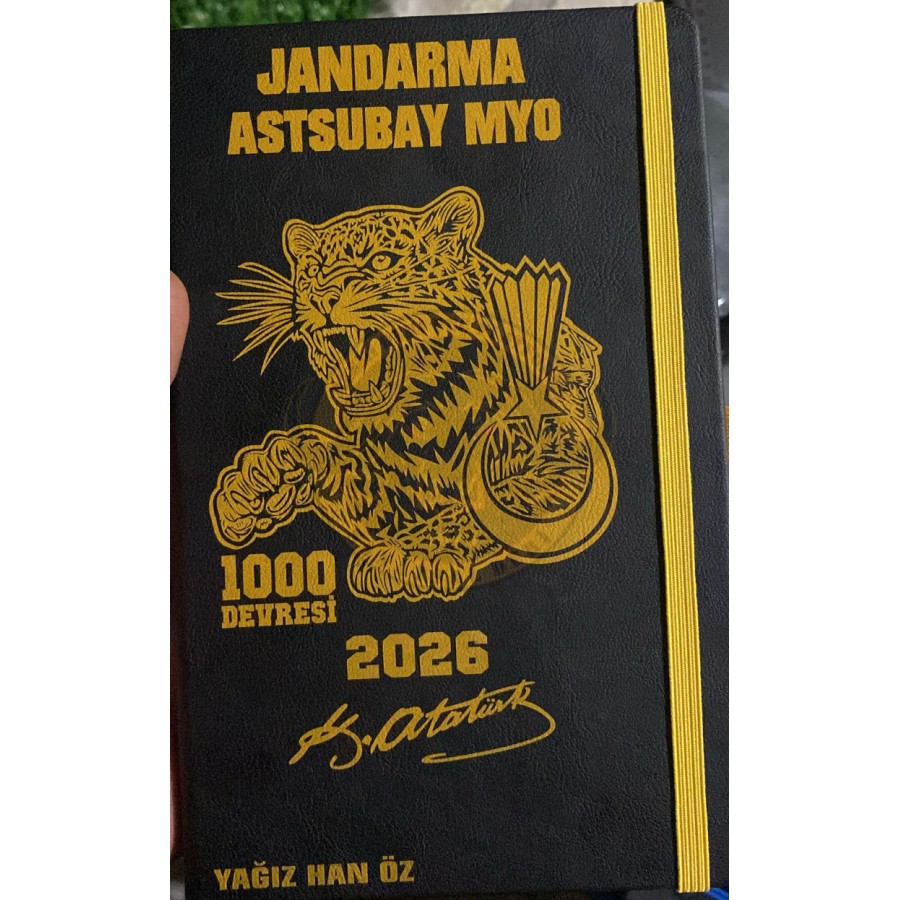 JANDARMA
ASTSUBAY MYO
1000
DEVRESİ
2026
K. Atatürk
YAĞIZ HAN ÖZ